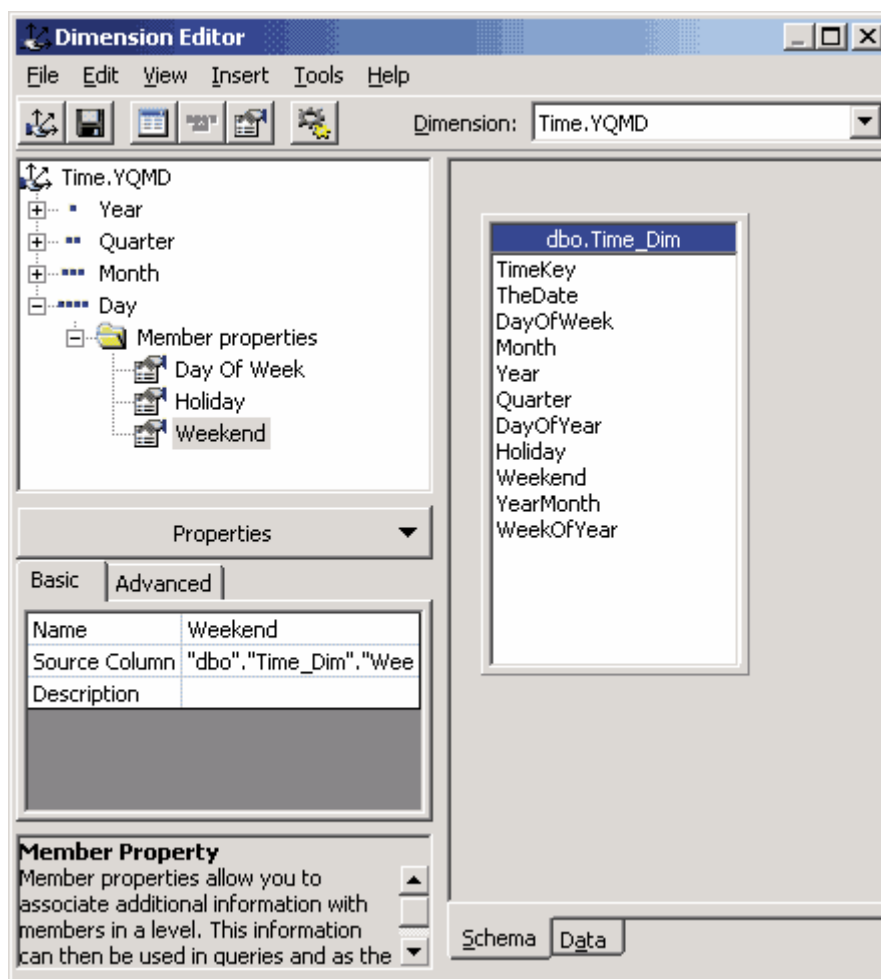 Dimension Editor
File Edit View Insert Tools Help
Dimension: Time.YQMD
Time.YQMD
Year
Quarter
Month
Day
Member properties
Day Of Week
Holiday
Weekend
Properties
Basic Advanced
Name Weekend
Source Column "dbo"."Time_Dim"."Wee
Description
Member Property
Member properties allow you to
associate additional information with
members in a level. This information
can then be used in queries and as the
dbo.Time_Dim
TimeKey
TheDate
DayOfWeek
Month
Year
Quarter
DayOfYear
Holiday
Weekend
YearMonth
WeekOfYear
Schema Data